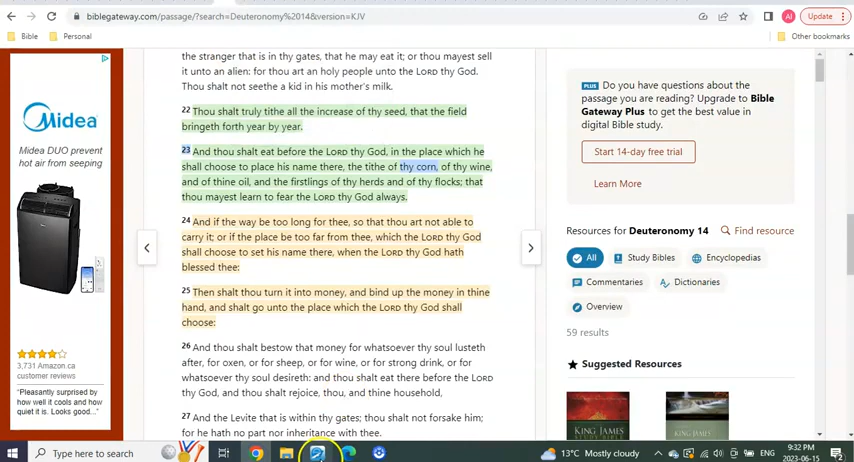 biblegateway.com/passage/?search=Deuteronomy%2014&version=KJV
AI
Update
Bible
Personal
Other bookmarks
Midea
Midea DUO prevent
hot air from seeping
3,731 Amazon.ca
customer reviews
"Pleasantly surprised by
how well it cools and how
quiet it is. Looks good..."
the stranger that is in thy gates, that he may eat it; or thou mayest sell
it unto an alien: for thou art an holy people unto the LORD thy God.
Thou shalt not seethe a kid in his mother's milk.
22 Thou shalt truly tithe all the increase of thy seed, that the field
bringeth forth year by year.
23 And thou shalt eat before the LORD thy God, in the place which he
shall choose to place his name there, the tithe of thy corn, of thy wine,
and of thine oil, and the firstlings of thy herds and of thy flocks; that
thou mayest learn to fear the LORD thy God always.
24 And if the way be too long for thee, so that thou art not able to
carry it; or if the place be too far from thee, which the LORD thy God
shall choose to set his name there, when the LORD thy God hath
blessed thee:
25 Then shalt thou turn it into money, and bind up the money in thine
hand, and shalt go unto the place which the LORD thy God shall
choose:
26 And thou shalt bestow that money for whatsoever thy soul lusteth
after, for oxen, or for sheep, or for wine, or for strong drink, or for
whatsoever thy soul desireth: and thou shalt eat there before the LORD
thy God, and thou shalt rejoice, thou, and thine household,
27 And the Levite that is within thy gates; thou shalt not forsake him;
for he hath no part nor inheritance with thee.
PLUS Do you have questions about the
passage you are reading? Upgrade to Bible
Gateway Plus to get the best value in
digital Bible study.
Start 14-day free trial
Learn More
Resources for Deuteronomy 14
Find resource
All
Study Bibles
Encyclopedias
Commentaries
Dictionaries
Overview
59 results
Suggested Resources
KING JAMES
Type here to search
13°C Mostly cloudy
ENG
9:32 PM
2023-06-15
2